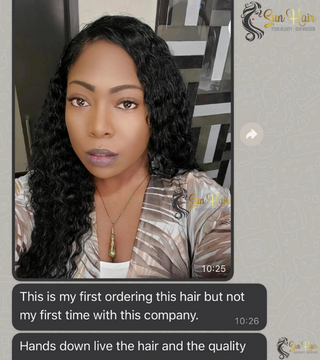 Sun Hair
Sun Hair
10:25
This is my first ordering this hair but not
my first time with this company.
10:26
Hands down live the hair and the quality
Sun Hair